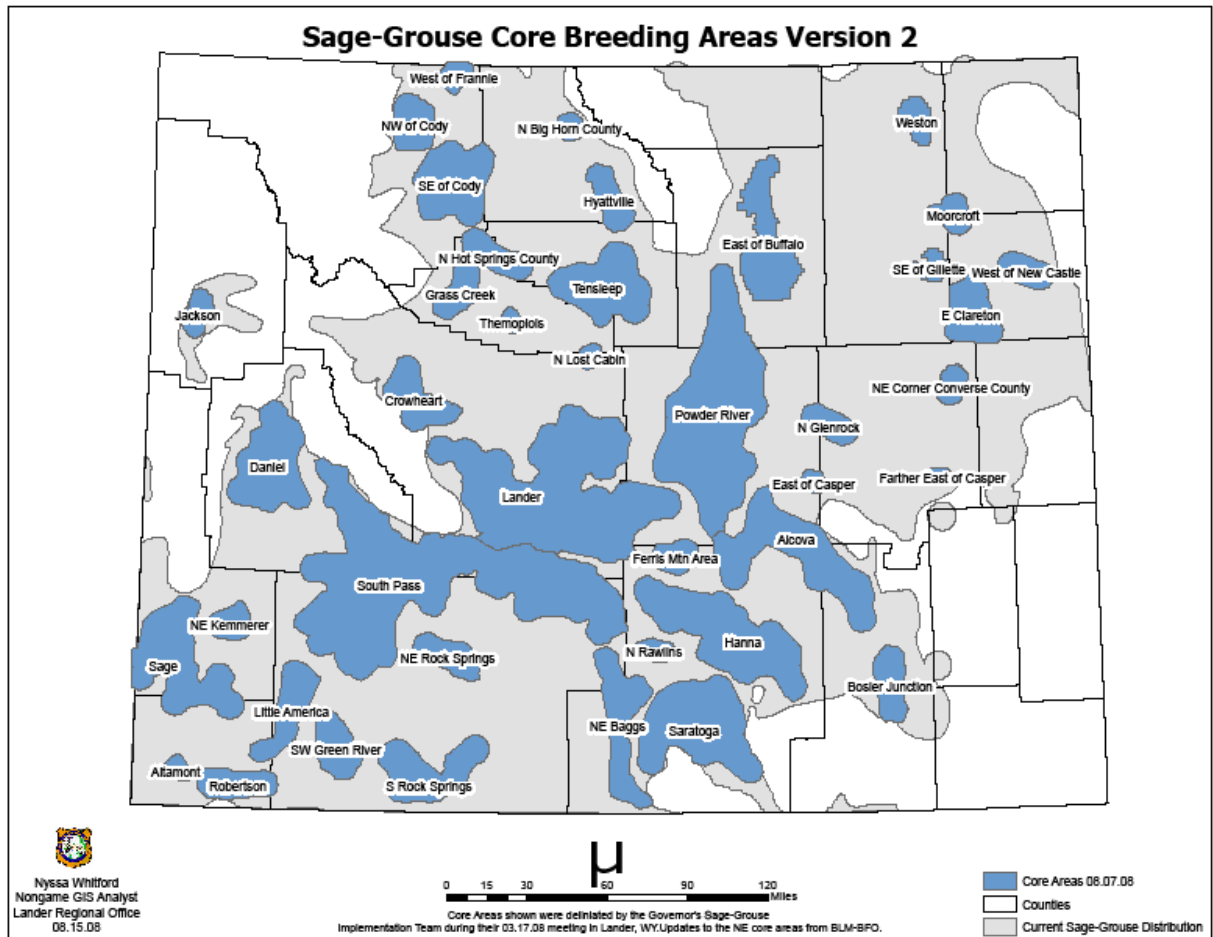 Sage-Grouse Core Breeding Areas Version 2
West of Frannie
NW of Cody
N Big Horn County
Weston
SE of Cody
Hyattville
Moorcroft
East of Buffalo
N Hot Springs County
SE of Gillette
West of New Castle
Grass Creek
Tensleep
Jackson
Themoplois
E Clareton
N Lost Cabin
NE Corner Converse County
Crowheart
Powder River
N Glenrock
Daniel
Lander
East of Casper
Farther East of Casper
Alcova
Ferris Mtn Area
South Pass
NE Kemmerer
Hanna
N Rawlins
NE Rock Springs
Sage
Bosler Junction
Little America
NE Baggs
Saratoga
SW Green River
Altamont
Robertson
S Rock Springs
µ
Nyssa Whitford
Nongame GIS Analyst
Lander Regional Office
08.15.08
0 15 30 60 90 120
Miles
Core Areas shown were deliniated by the Governor's Sage-Grouse
Implementation Team during their 03.17.08 meeting in Lander, WY.Updates to the NE core areas from BLM-BFO.
Core Areas 08.07.08
Counties
Current Sage-Grouse Distribution